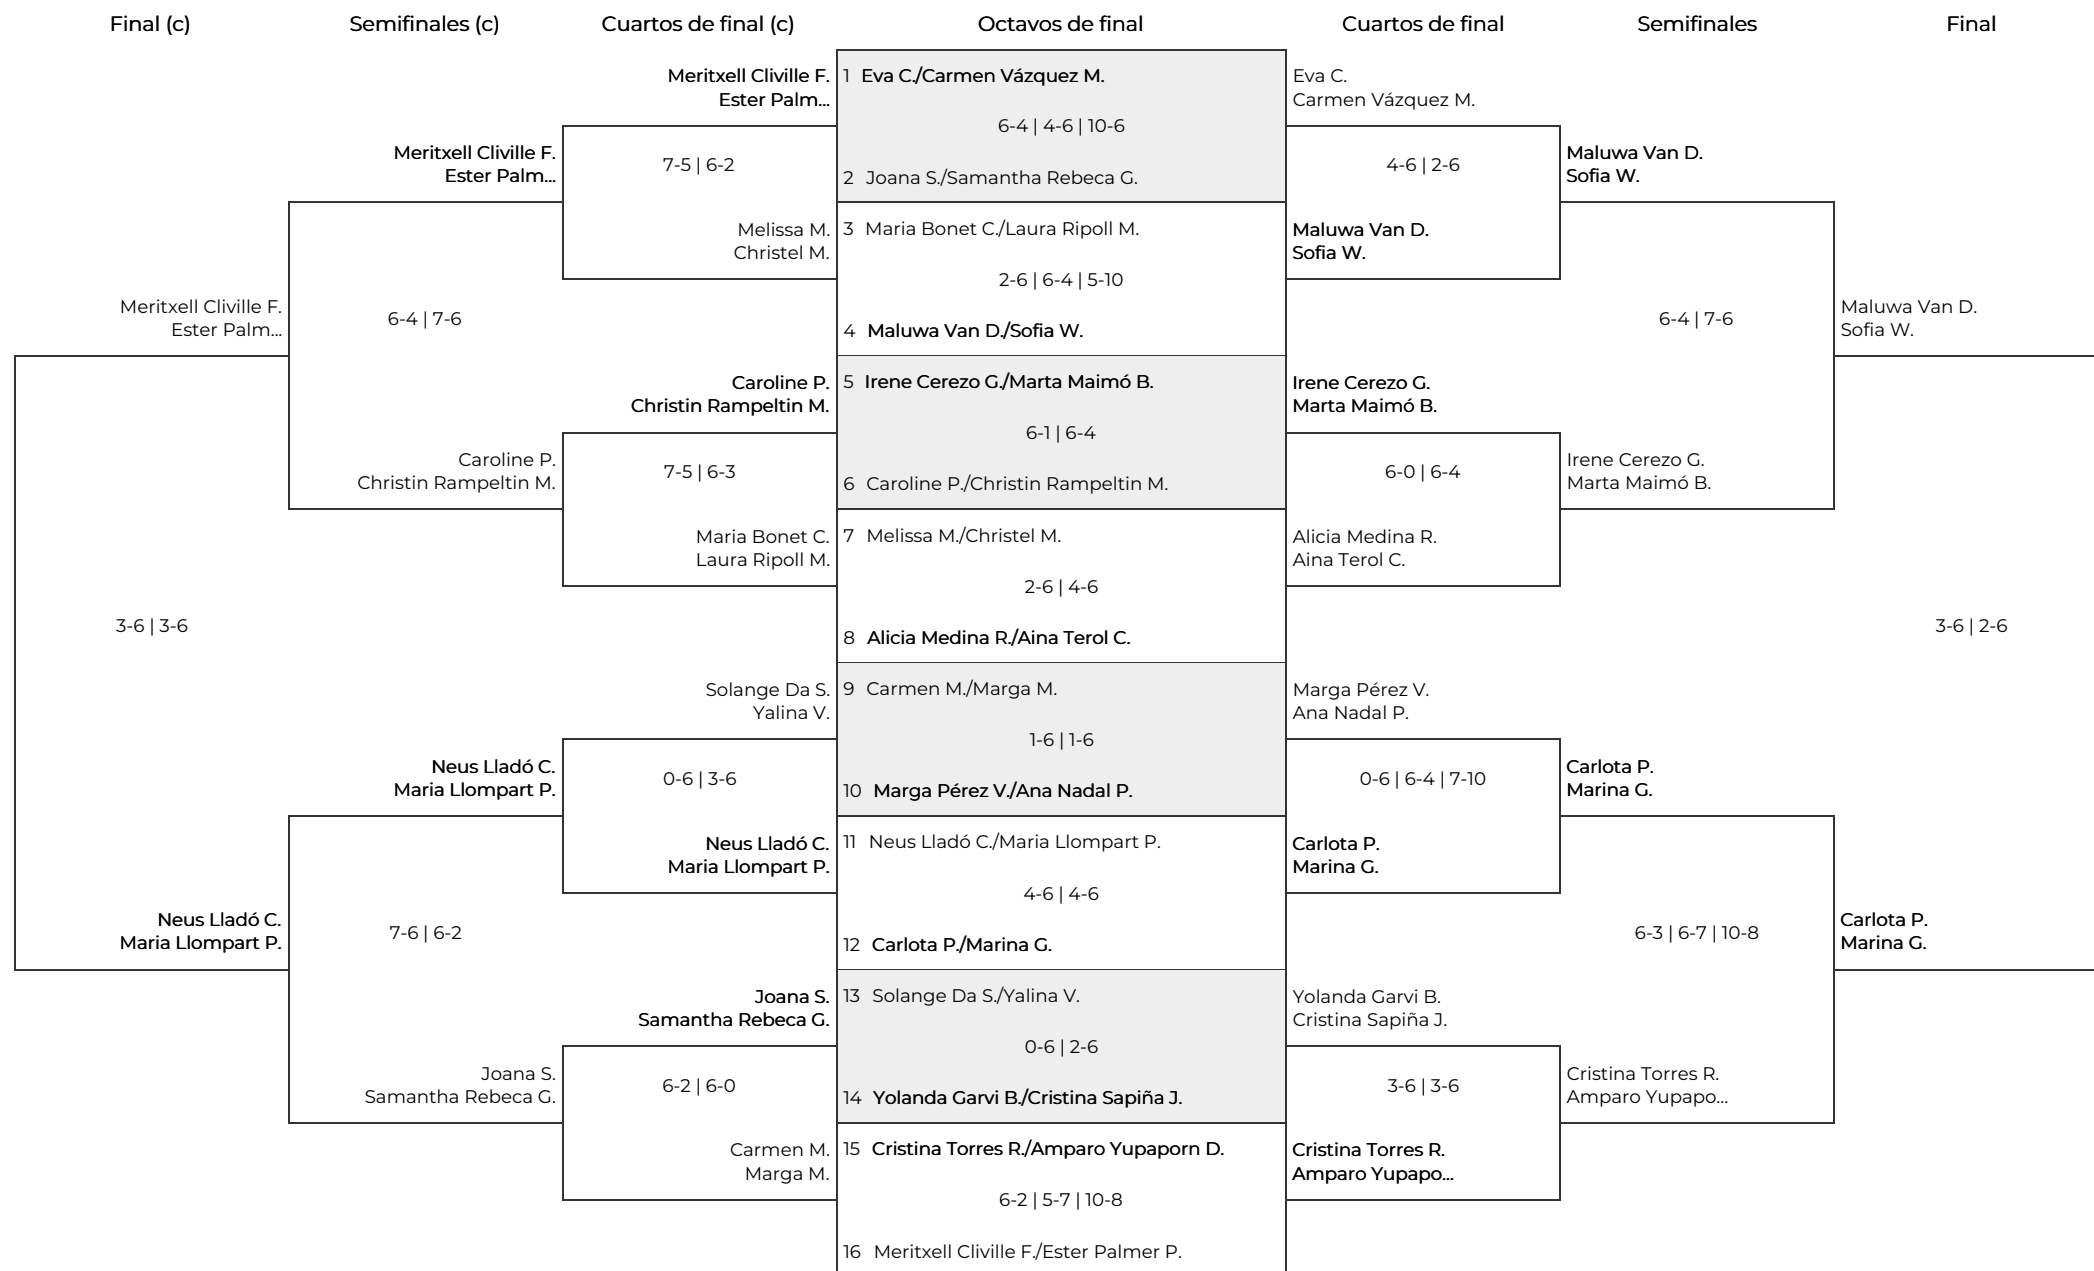 Final (c)
Semifinales (c)
Cuartos de final (c)
Octavos de final
Cuartos de final
Semifinales
Final
Meritxell Cliville F.
Ester Palm...
3-6 | 3-6
Neus Lladó C.
Maria Llompart P.
Meritxell Cliville F.
Ester Palm...
6-4 | 7-6
Caroline P.
Christin Rampeltin M.
Neus Lladó C.
Maria Llompart P.
7-6 | 6-2
Joana S.
Samantha Rebeca G.
Meritxell Cliville F.
Ester Palm...
7-5 | 6-2
Melissa M.
Christel M.
Caroline P.
Christin Rampeltin M.
7-5 | 6-3
Maria Bonet C.
Laura Ripoll M.
Solange Da S.
Yalina V.
0-6 | 3-6
Neus Lladó C.
Maria Llompart P.
Joana S.
Samantha Rebeca G.
6-2 | 6-0
Carmen M.
Marga M.
1 Eva C./Carmen Vázquez M.
6-4 | 4-6 | 10-6
2 Joana S./Samantha Rebeca G.
3 Maria Bonet C./Laura Ripoll M.
2-6 | 6-4 | 5-10
4 Maluwa Van D./Sofia W.
5 Irene Cerezo G./Marta Maimó B.
6-1 | 6-4
6 Caroline P./Christin Rampeltin M.
7 Melissa M./Christel M.
2-6 | 4-6
8 Alicia Medina R./Aina Terol C.
9 Carmen M./Marga M.
1-6 | 1-6
10 Marga Pérez V./Ana Nadal P.
11 Neus Lladó C./Maria Llompart P.
4-6 | 4-6
12 Carlota P./Marina G.
13 Solange Da S./Yalina V.
0-6 | 2-6
14 Yolanda Garvi B./Cristina Sapiña J.
15 Cristina Torres R./Amparo Yupaporn D.
6-2 | 5-7 | 10-8
16 Meritxell Cliville F./Ester Palmer P.
Eva C.
Carmen Vázquez M.
4-6 | 2-6
Maluwa Van D.
Sofia W.
Irene Cerezo G.
Marta Maimó B.
6-0 | 6-4
Alicia Medina R.
Aina Terol C.
Marga Pérez V.
Ana Nadal P.
0-6 | 6-4 | 7-10
Carlota P.
Marina G.
Yolanda Garvi B.
Cristina Sapiña J.
3-6 | 3-6
Cristina Torres R.
Amparo Yupapo...
Maluwa Van D.
Sofia W.
6-4 | 7-6
Irene Cerezo G.
Marta Maimó B.
Carlota P.
Marina G.
6-3 | 6-7 | 10-8
Cristina Torres R.
Amparo Yupapo...
Maluwa Van D.
Sofia W.
3-6 | 2-6
Carlota P.
Marina G.